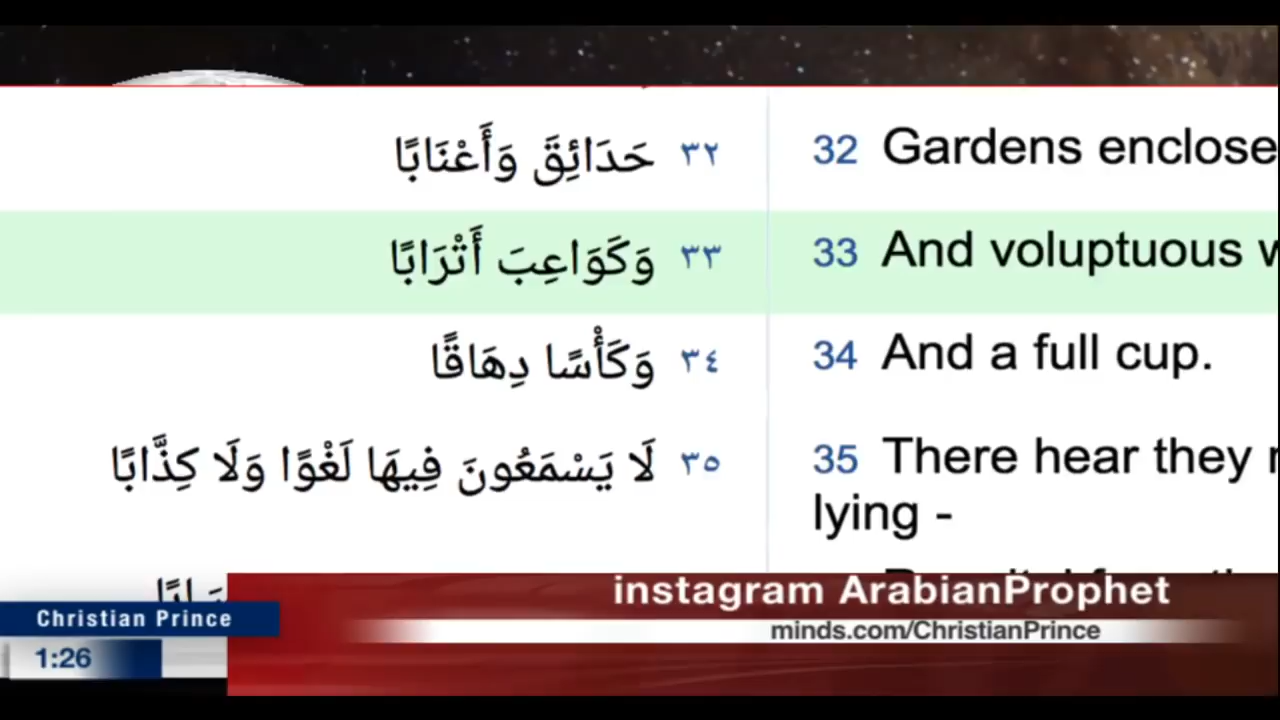 حَدَائِقَ وَأَعْنَابًا ٣٢
32 Gardens enclose
وَكَوَاعِبَ أَتْرَابًا ٣٣
33 And voluptuous w
وَكَأْسًا دِهَاقًا ٣٤
34 And a full cup.
لَا يَسْمَعُونَ فِيهَا لَغْوًا وَلَا كِذَّابًا ٣٥
35 There hear they
lying -
instagram ArabianProphet
Christian Prince
minds.com/ChristianPrince
1:26